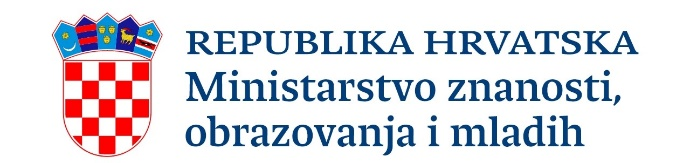 REPUBLIKA HRVATSKA
Ministarstvo znanosti,
obrazovanja i mladih